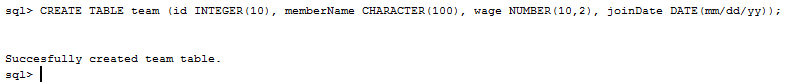 sql> CREATE TABLE team (id INTEGER(10), memberName CHARACTER(100), wage NUMBER(10,2), joinDate DATE(mm/dd/yy));
Succesfully created team table.
sql>